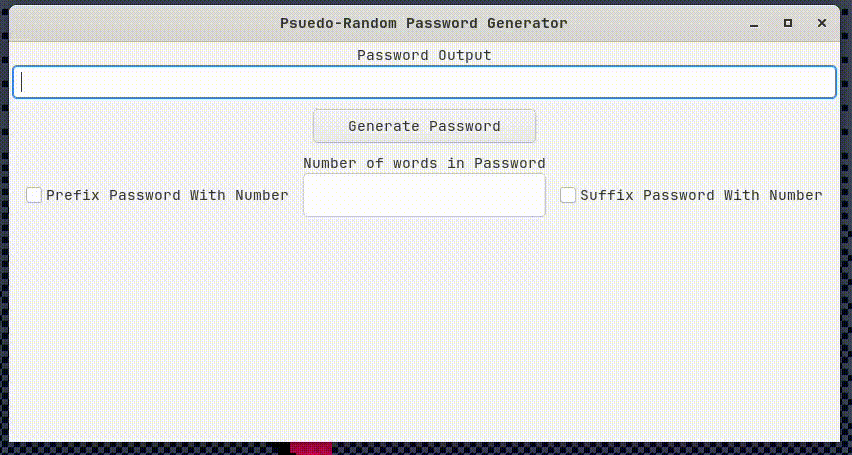 Psuedo-Random Password Generator
Password Output
Generate Password
Number of words in Password
Prefix Password With Number
Suffix Password With Number